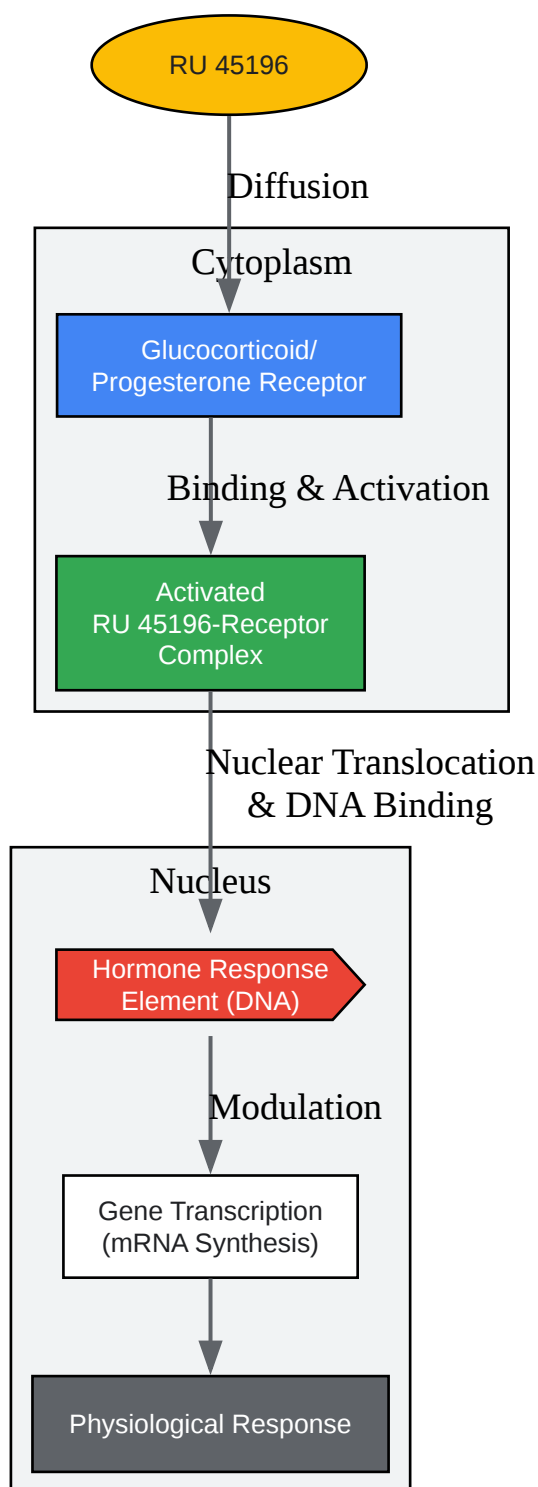 RU 45196
Diffusion
Cytoplasm
Glucocorticoid/
Progesterone Receptor
Binding & Activation
Activated
RU 45196-Receptor
Complex
Nuclear Translocation
& DNA Binding
Nucleus
Hormone Response
Element (DNA)
Modulation
Gene Transcription
(mRNA Synthesis)
Physiological Response